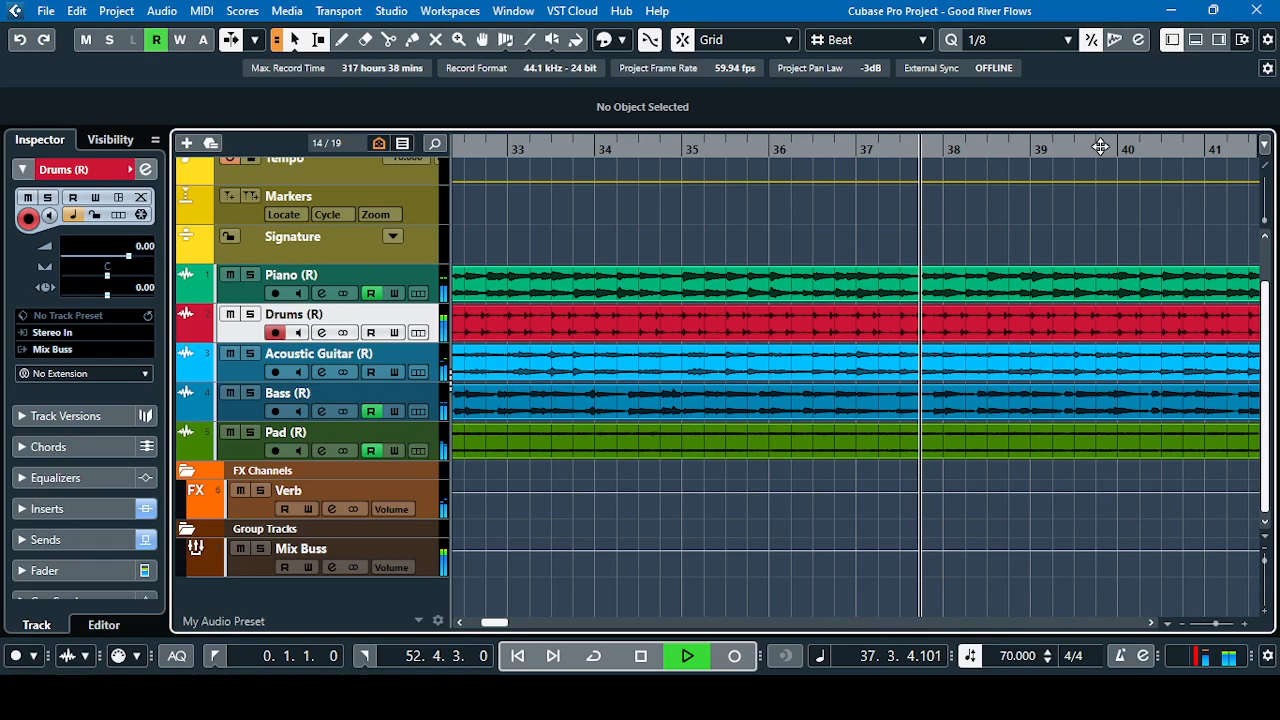 File Edit Project Audio MIDI Scores Media Transport Studio Workspaces Window VST Cloud Hub Help Cubase Pro Project - Good River Flows
M S L R W A Grid Beat Q 1/8
Max. Record Time 317 hours 38 mins Record Format 44.1 kHz - 24 bit Project Frame Rate 59.94 fps Project Pan Law -3dB External Sync OFFLINE
No Object Selected
Inspector Visibility 14 / 19 33 34 35 36 37 38 39 40 41
Tempo 70.000
Drums (R)
M S R W
Markers
Locate Cycle Zoom
Signature
0.00
C
0.00
No Track Preset
Stereo In
Mix Buss
No Extension
Track Versions
Chords
Equalizers
Inserts
Sends
Fader
1 M S Piano (R)
e R W
2 M S Drums (R)
e R W
3 M S Acoustic Guitar (R)
e R W
4 M S Bass (R)
e R W
5 M S Pad (R)
e R W
FX Channels
FX 6 M S Verb
R W e Volume
Group Tracks
M S Mix Buss
R W e Volume
My Audio Preset
Track Editor
AQ 0. 1. 1. 0 52. 4. 3. 0 37. 3. 4.101 70.000 4/4